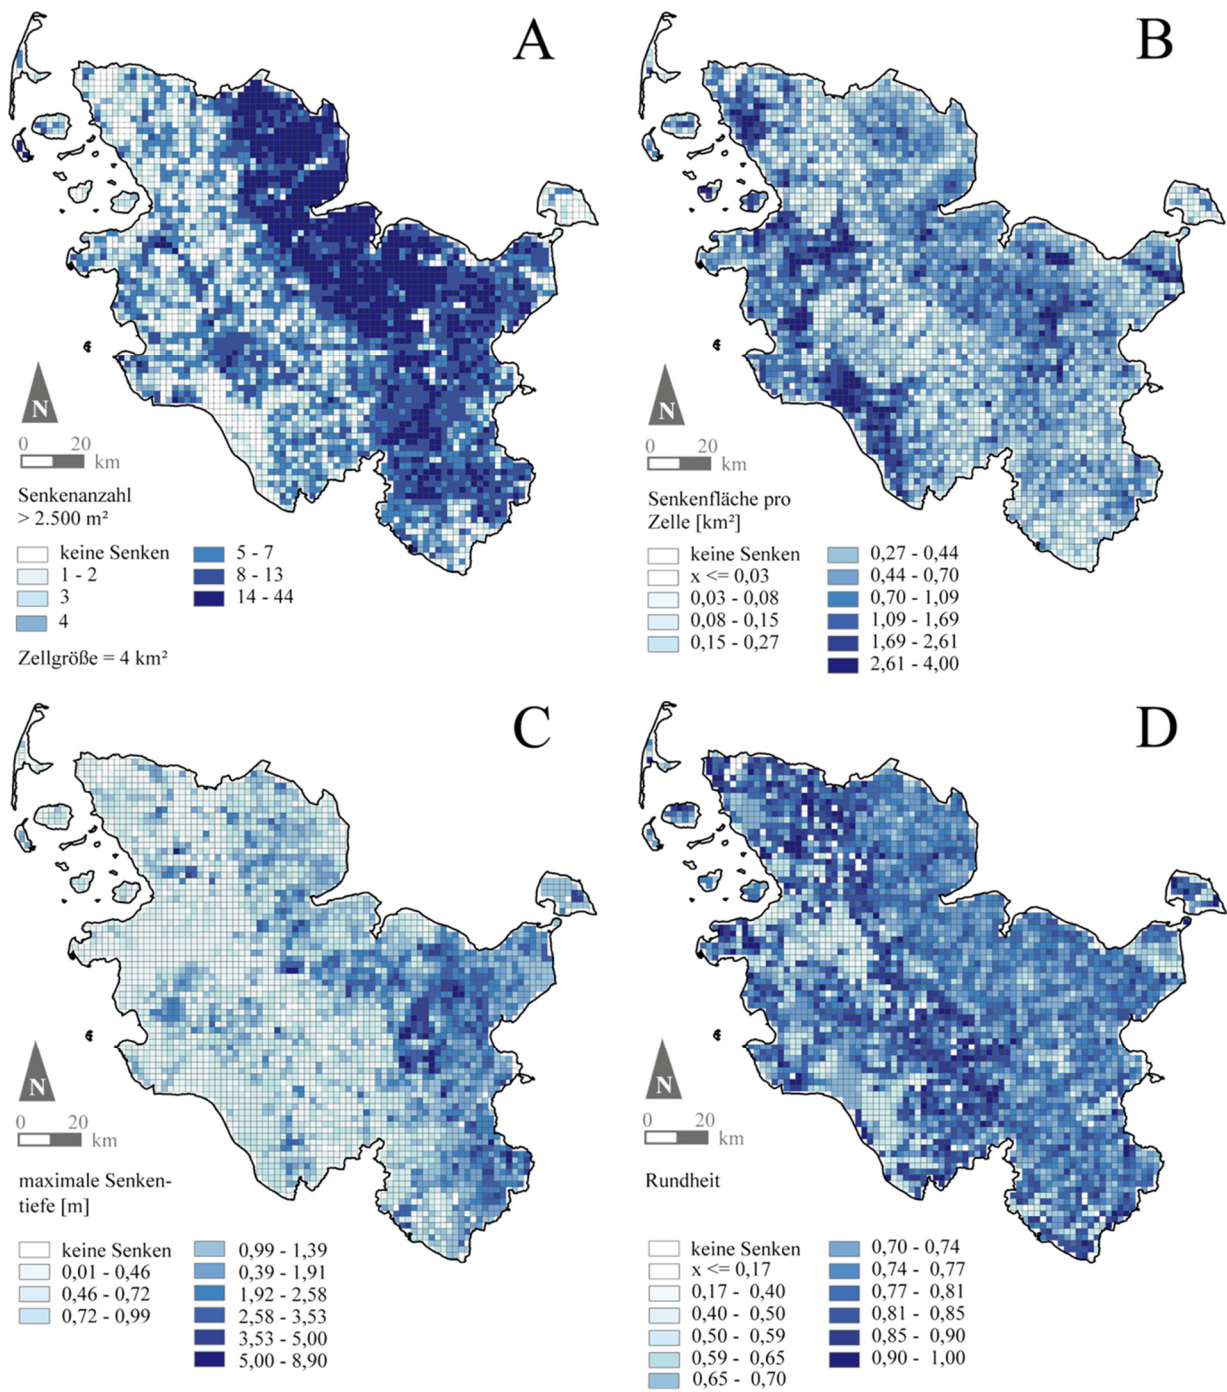 A
N
0 20
km
Senkenanzahl
> 2.500 m²
keine Senken
1 - 2
3
4
5 - 7
8 - 13
14 - 44
Zellgröße = 4 km²
B
N
0 20
km
Senkenfläche pro
Zelle [km²]
keine Senken
x <= 0,03
0,03 - 0,08
0,08 - 0,15
0,15 - 0,27
0,27 - 0,44
0,44 - 0,70
0,70 - 1,09
1,09 - 1,69
1,69 - 2,61
2,61 - 4,00
C
N
0 20
km
maximale Senken-
tiefe [m]
keine Senken
0,01 - 0,46
0,46 - 0,72
0,72 - 0,99
0,99 - 1,39
0,39 - 1,91
1,92 - 2,58
2,58 - 3,53
3,53 - 5,00
5,00 - 8,90
D
N
0 20
km
Rundheit
keine Senken
x <= 0,17
0,17 - 0,40
0,40 - 0,50
0,50 - 0,59
0,59 - 0,65
0,65 - 0,70
0,70 - 0,74
0,74 - 0,77
0,77 - 0,81
0,81 - 0,85
0,85 - 0,90
0,90 - 1,00